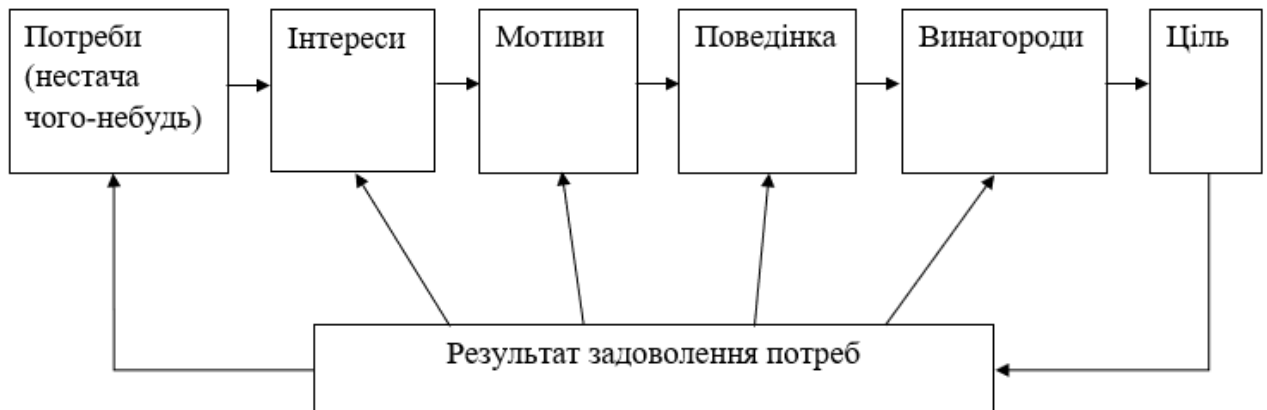 Потреби
(нестача
чого-небудь)
Інтереси
Мотиви
Поведінка
Винагороди
Ціль
Результат задоволення потреб